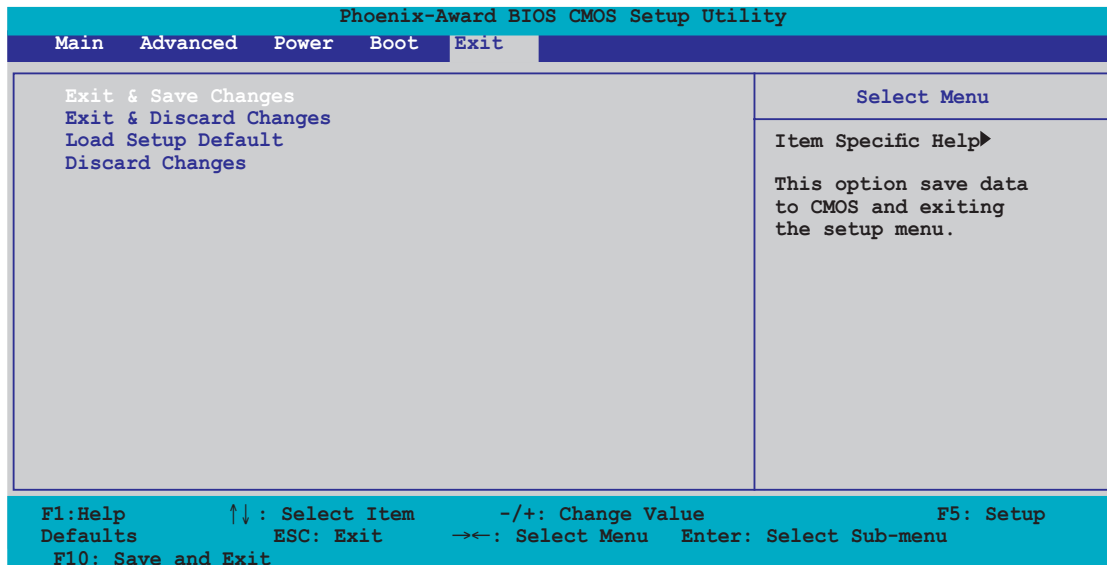 Phoenix-Award BIOS CMOS Setup Utility
Main Advanced Power Boot Exit
Exit & Save Changes
Exit & Discard Changes
Load Setup Default
Discard Changes
Select Menu
Item Specific Help▶
This option save data
to CMOS and exiting
the setup menu.
F1:Help ↑↓: Select Item -/+: Change Value F5: Setup
Defaults ESC: Exit →←: Select Menu Enter: Select Sub-menu
F10: Save and Exit